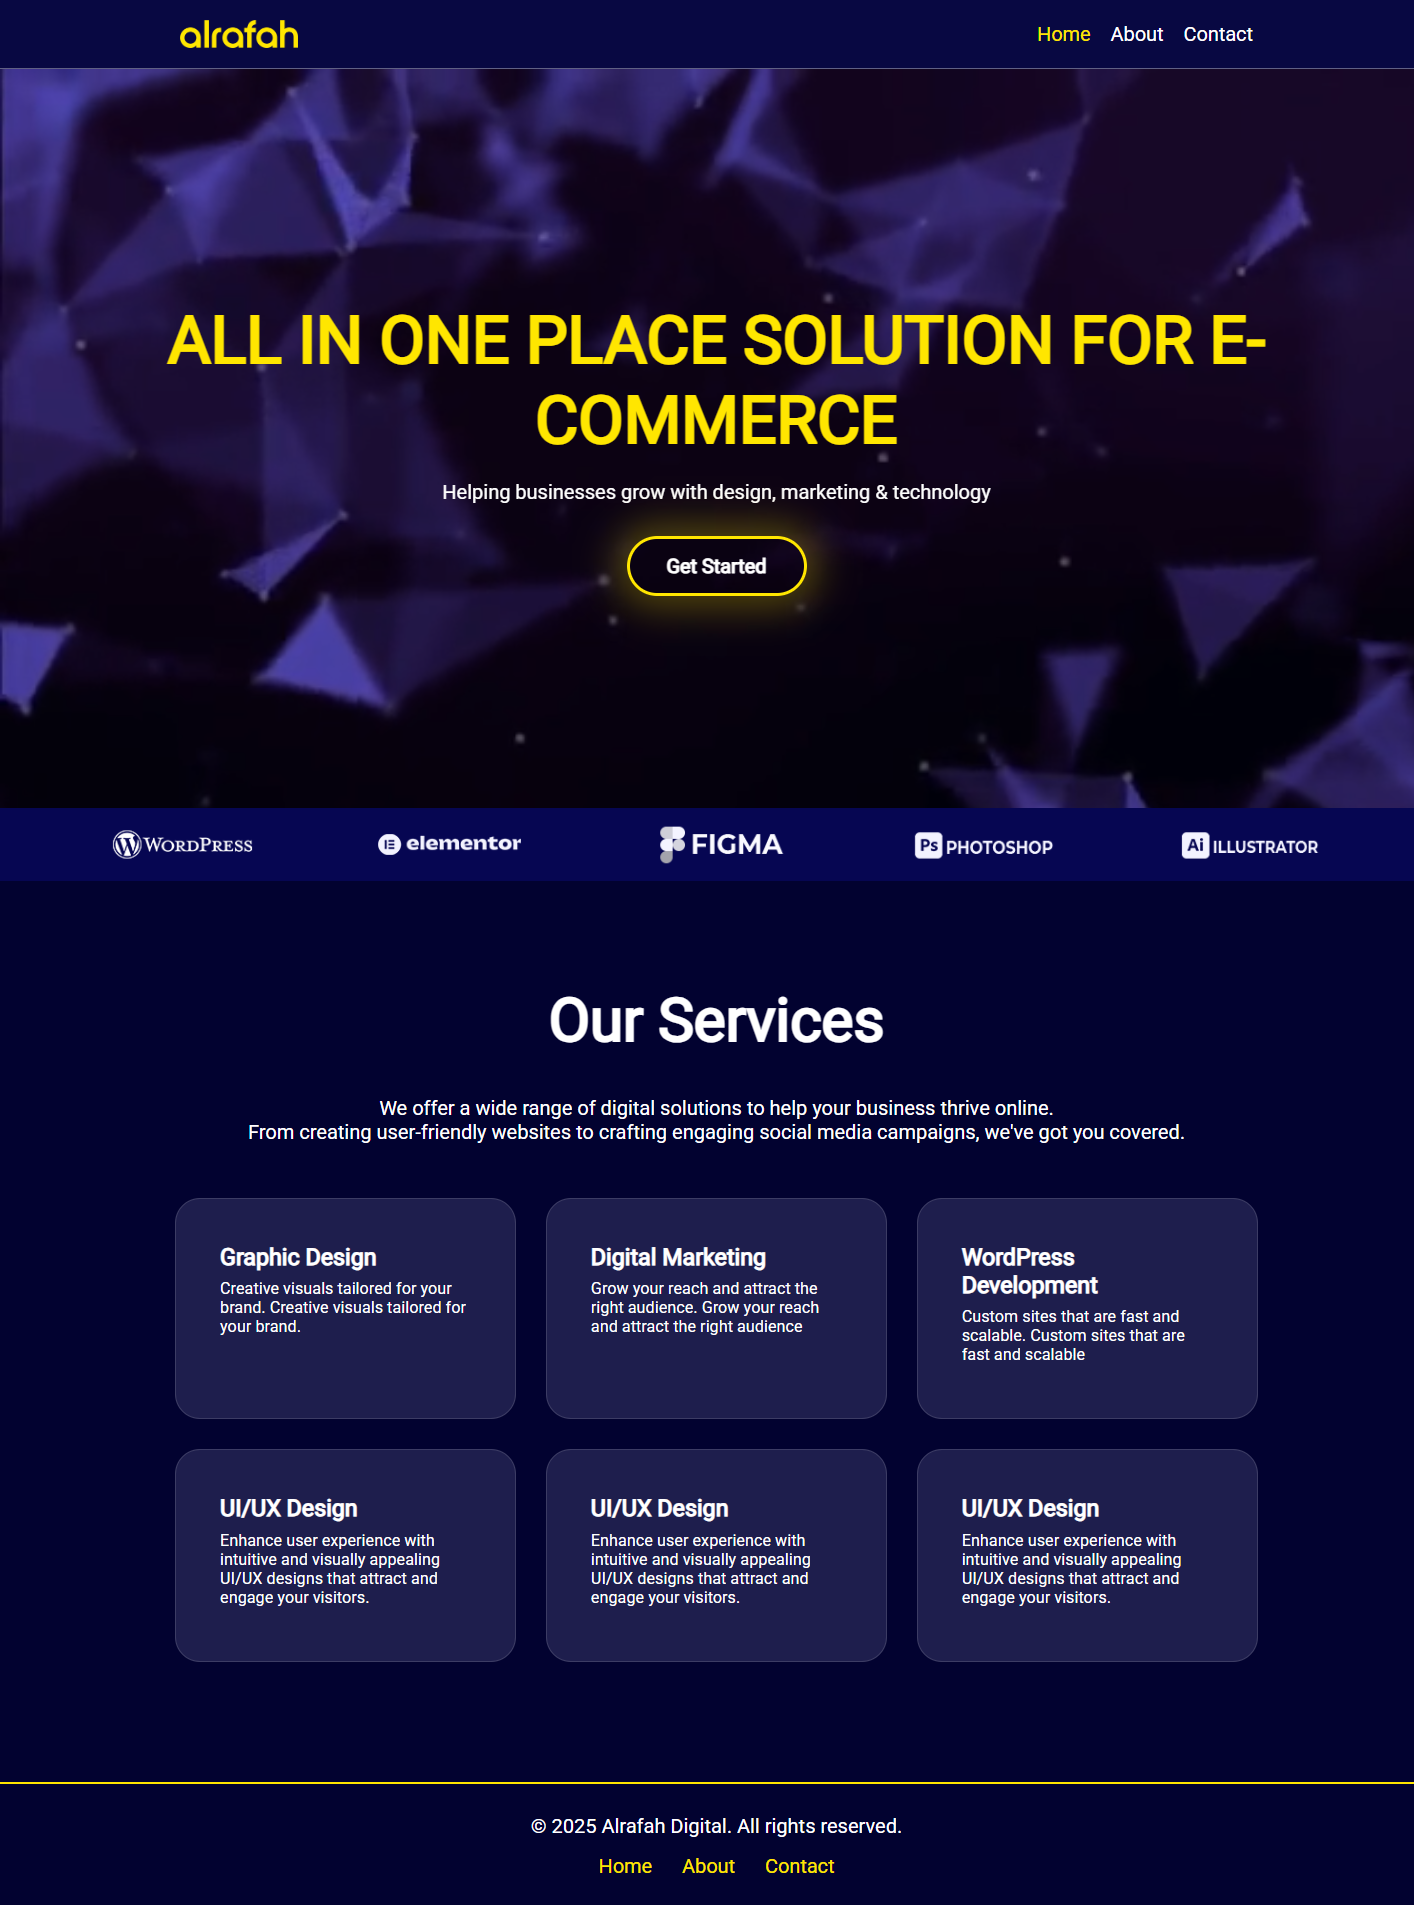 alrafah
Home About Contact
ALL IN ONE PLACE SOLUTION FOR E-
COMMERCE
Helping businesses grow with design, marketing & technology
Get Started
WORDPRESS
elementor
FIGMA
Ps PHOTOSHOP
Ai ILLUSTRATOR
Our Services
We offer a wide range of digital solutions to help your business thrive online.
From creating user-friendly websites to crafting engaging social media campaigns, we've got you covered.
Graphic Design
Creative visuals tailored for your
brand. Creative visuals tailored for
your brand.
Digital Marketing
Grow your reach and attract the
right audience. Grow your reach
and attract the right audience
WordPress
Development
Custom sites that are fast and
scalable. Custom sites that are
fast and scalable
UI/UX Design
Enhance user experience with
intuitive and visually appealing
UI/UX designs that attract and
engage your visitors.
UI/UX Design
Enhance user experience with
intuitive and visually appealing
UI/UX designs that attract and
engage your visitors.
UI/UX Design
Enhance user experience with
intuitive and visually appealing
UI/UX designs that attract and
engage your visitors.
© 2025 Alrafah Digital. All rights reserved.
Home About Contact